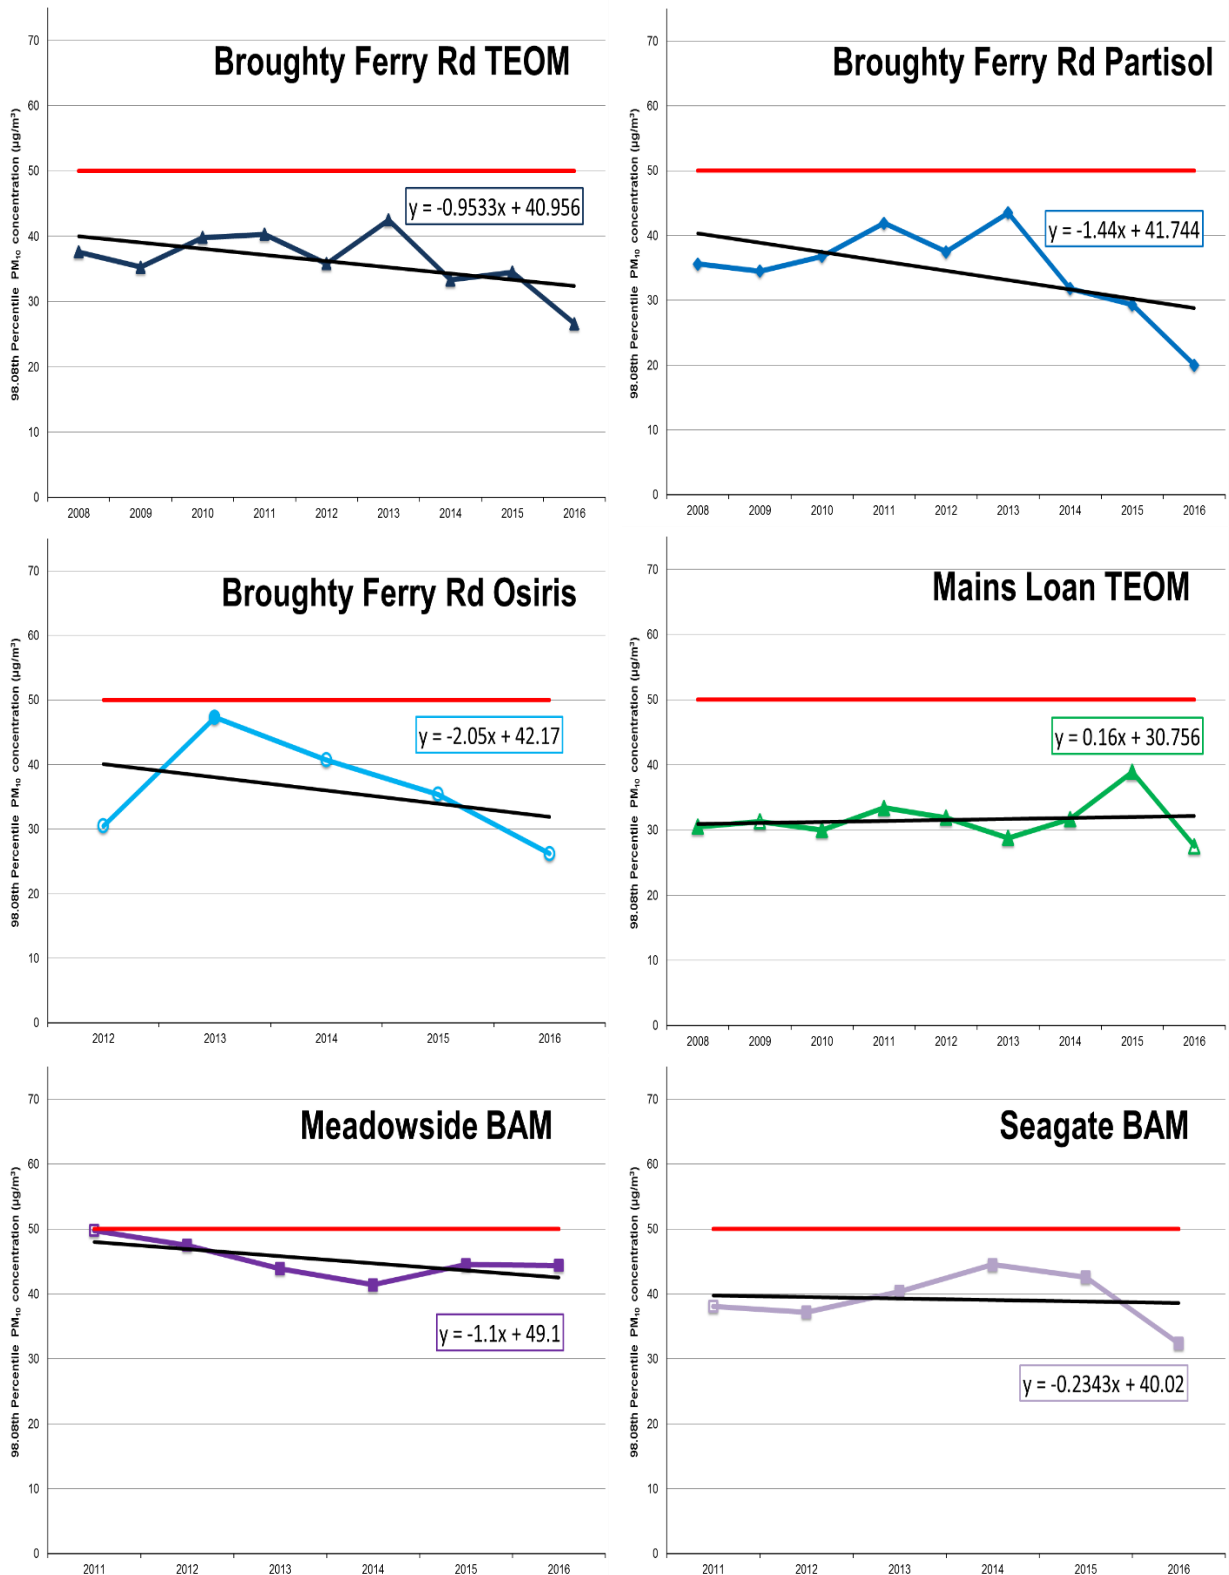 Broughty Ferry Rd TEOM
98.08th Percentile PM₁₀ concentration (µg/m³)
70
60
50
40
30
20
10
0
y = -0.9533x + 40.956
2008 2009 2010 2011 2012 2013 2014 2015 2016
Broughty Ferry Rd Partisol
98.08th Percentile PM₁₀ concentration (µg/m³)
70
60
50
40
30
20
10
0
y = -1.44x + 41.744
2008 2009 2010 2011 2012 2013 2014 2015 2016
Broughty Ferry Rd Osiris
98.08th Percentile PM₁₀ concentration (µg/m³)
70
60
50
40
30
20
10
0
y = -2.05x + 42.17
2012 2013 2014 2015 2016
Mains Loan TEOM
98.08th Percentile PM₁₀ concentration (µg/m³)
70
60
50
40
30
20
10
0
y = 0.16x + 30.756
2008 2009 2010 2011 2012 2013 2014 2015 2016
Meadowside BAM
98.08th Percentile PM₁₀ concentration (µg/m³)
70
60
50
40
30
20
10
0
y = -1.1x + 49.1
2011 2012 2013 2014 2015 2016
Seagate BAM
98.08th Percentile PM₁₀ concentration (µg/m³)
70
60
50
40
30
20
10
0
y = -0.2343x + 40.02
2011 2012 2013 2014 2015 2016